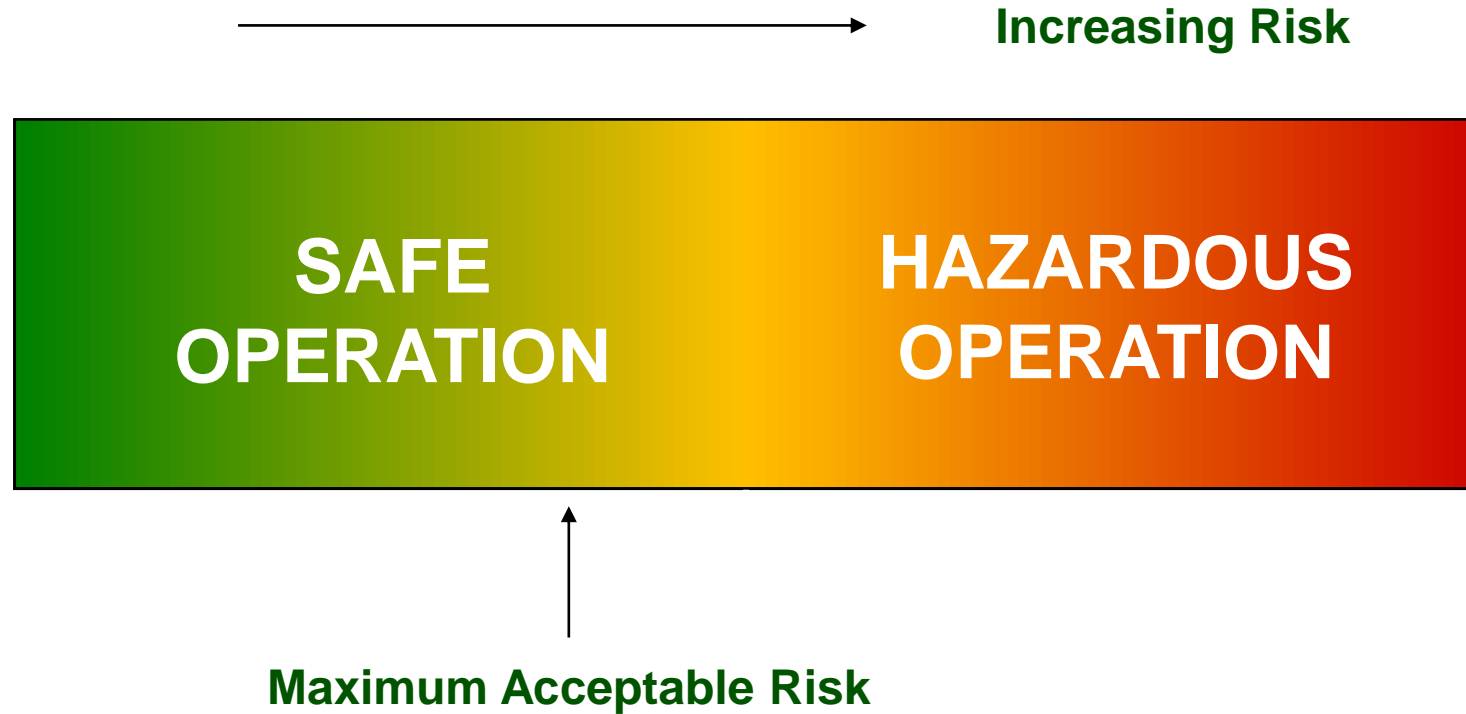 Increasing Risk
SAFE
OPERATION
HAZARDOUS
OPERATION
Maximum Acceptable Risk